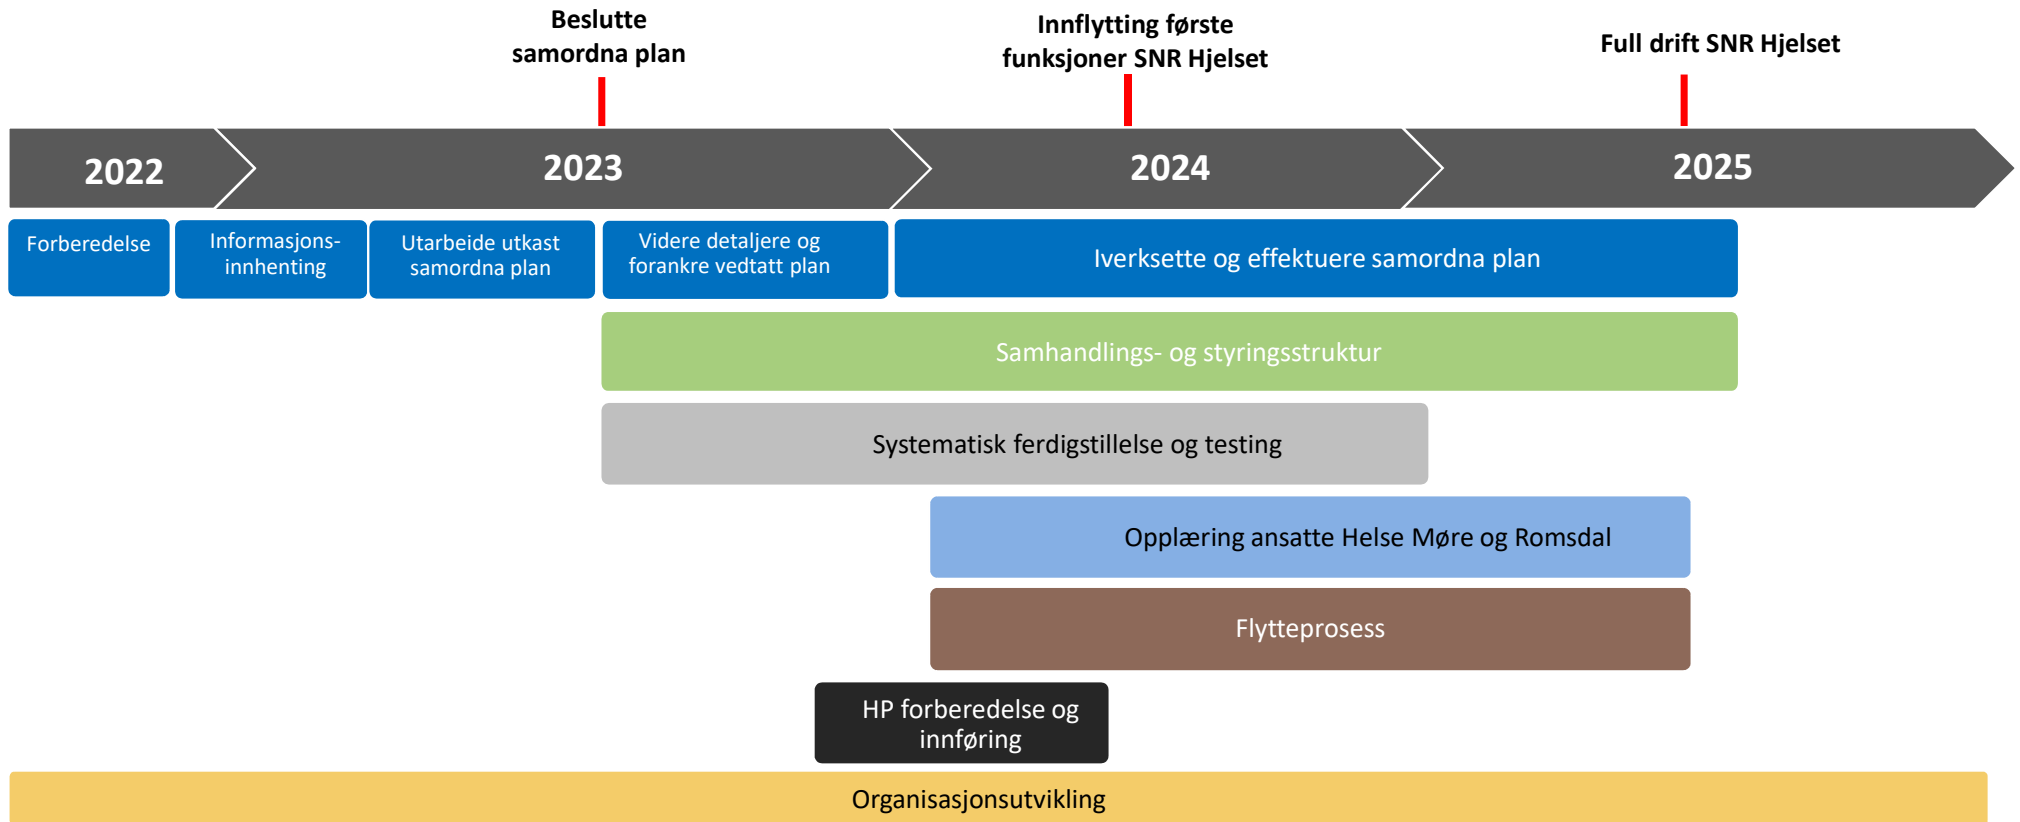 Beslutte
samordna plan
Innflytting første
funksjoner SNR Hjelset
Full drift SNR Hjelset
2022
2023
2024
2025
Forberedelse
Informasjons-
innhenting
Utarbeide utkast
samordna plan
Videre detaljere og
forankre vedtatt plan
Iverksette og effektuere samordna plan
Samhandlings- og styringsstruktur
Systematisk ferdigstillelse og testing
Opplæring ansatte Helse Møre og Romsdal
Flytteprosess
HP forberedelse og
innføring
Organisasjonsutvikling